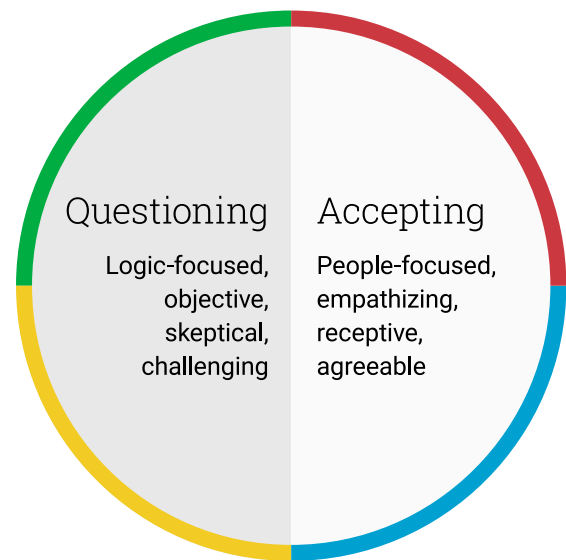 Questioning
Logic-focused,
objective,
skeptical,
challenging
Accepting
People-focused,
empathizing,
receptive,
agreeable